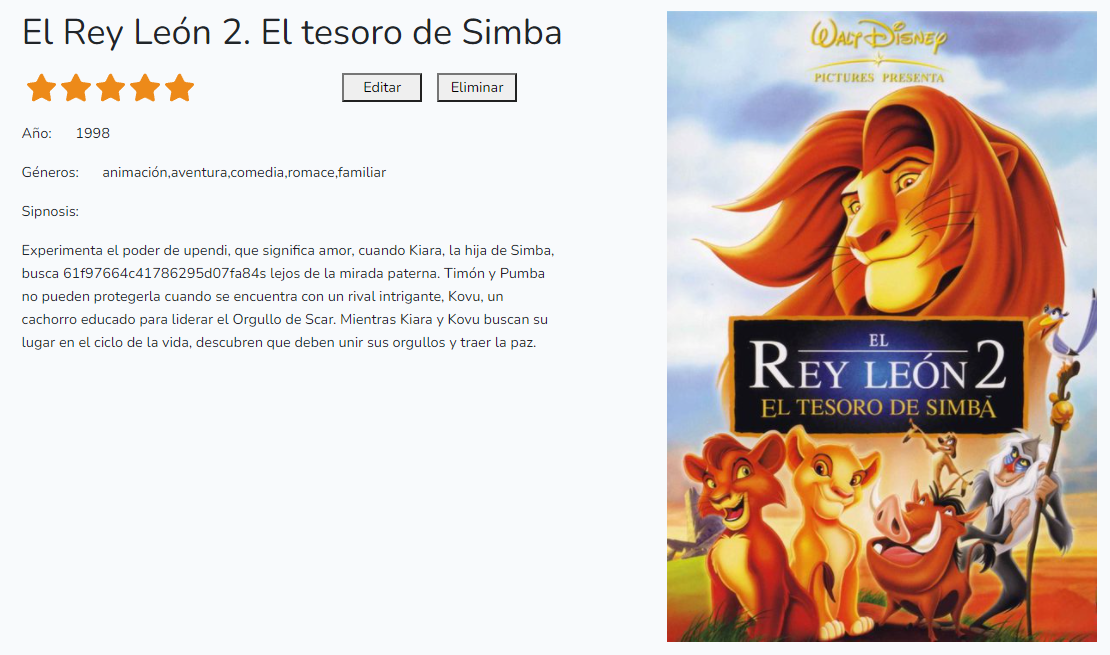 El Rey León 2. El tesoro de Simba
Editar
Eliminar
Año: 1998
Géneros: animación,aventura,comedia,romace,familiar
Sipnosis:
Experimenta el poder de upendi, que significa amor, cuando Kiara, la hija de Simba,
busca 61f97664c41786295d07fa84s lejos de la mirada paterna. Timón y Pumba
no pueden protegerla cuando se encuentra con un rival intrigante, Kovu, un
cachorro educado para liderar el Orgullo de Scar. Mientras Kiara y Kovu buscan su
lugar en el ciclo de la vida, descubren que deben unir sus orgullos y traer la paz.
WALT DISNEY
PICTURES PRESENTA
EL
REY LEÓN 2
EL TESORO DE SIMBA